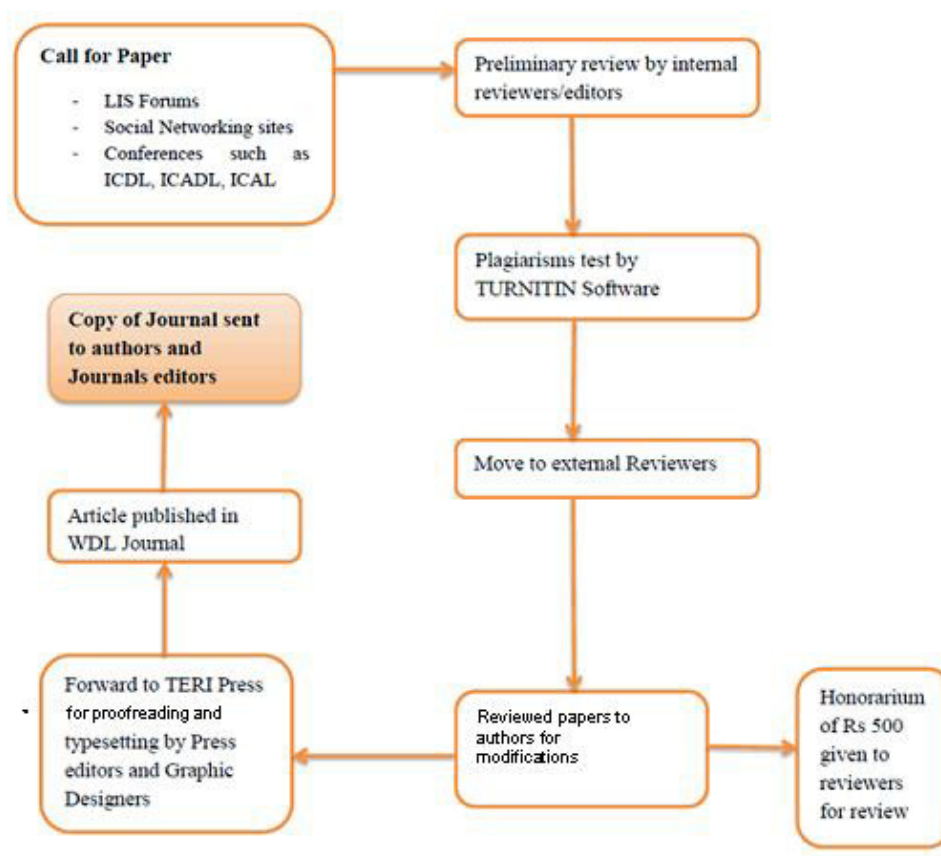 Call for Paper
- LIS Forums
- Social Networking sites
- Conferences such as
ICDL, ICADL, ICAL
Preliminary review by internal
reviewers/editors
Plagiarisms test by
TURNITIN Software
Move to external Reviewers
Reviewed papers to
authors for
modifications
Honorarium
of Rs 500
given to
reviewers
for review
Forward to TERI Press
for proofreading and
typesetting by Press
editors and Graphic
Designers
Article published in
WDL Journal
Copy of Journal sent
to authors and
Journals editors